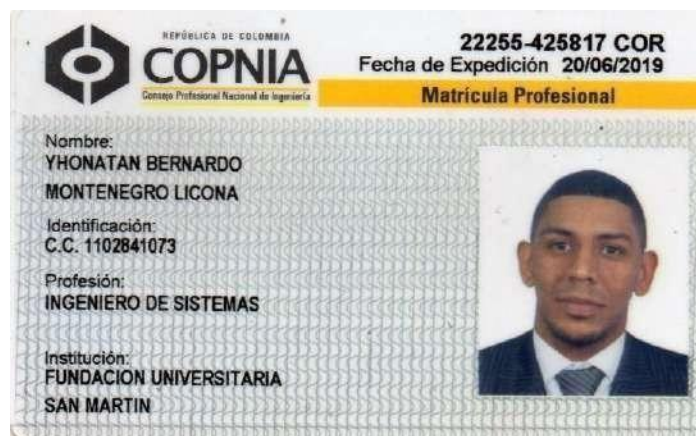 REPÚBLICA DE COLOMBIA
COPNIA
Consejo Profesional Nacional de Ingeniería
22255-425817 COR
Fecha de Expedición 20/06/2019
Matrícula Profesional
Nombre:
YHONATAN BERNARDO
MONTENEGRO LICONA
Identificación:
C.C. 1102841073
Profesión:
INGENIERO DE SISTEMAS
Institución:
FUNDACION UNIVERSITARIA
SAN MARTIN